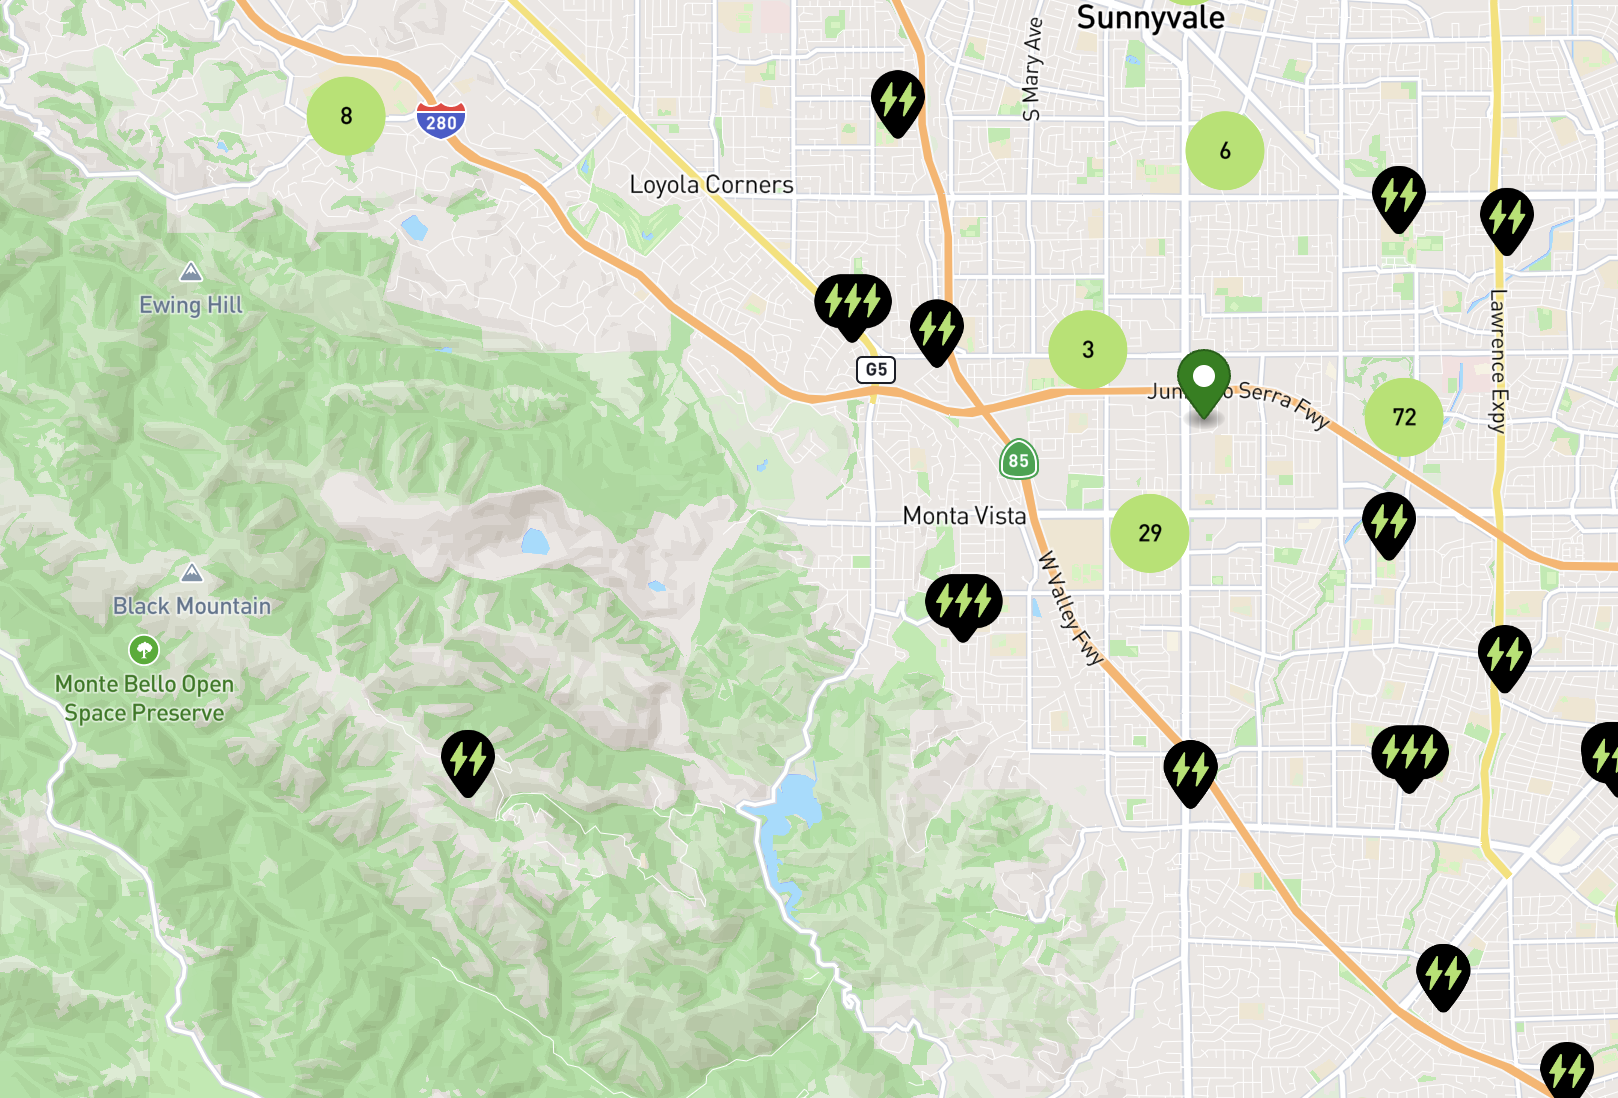 Sunnyvale
S Mary Ave
8
280
6
Loyola Corners
Ewing Hill
Lawrence Expy
3
G5
Serra Fwy
72
85
Monta Vista
29
W Valley Fwy
Black Mountain
Monte Bello Open
Space Preserve